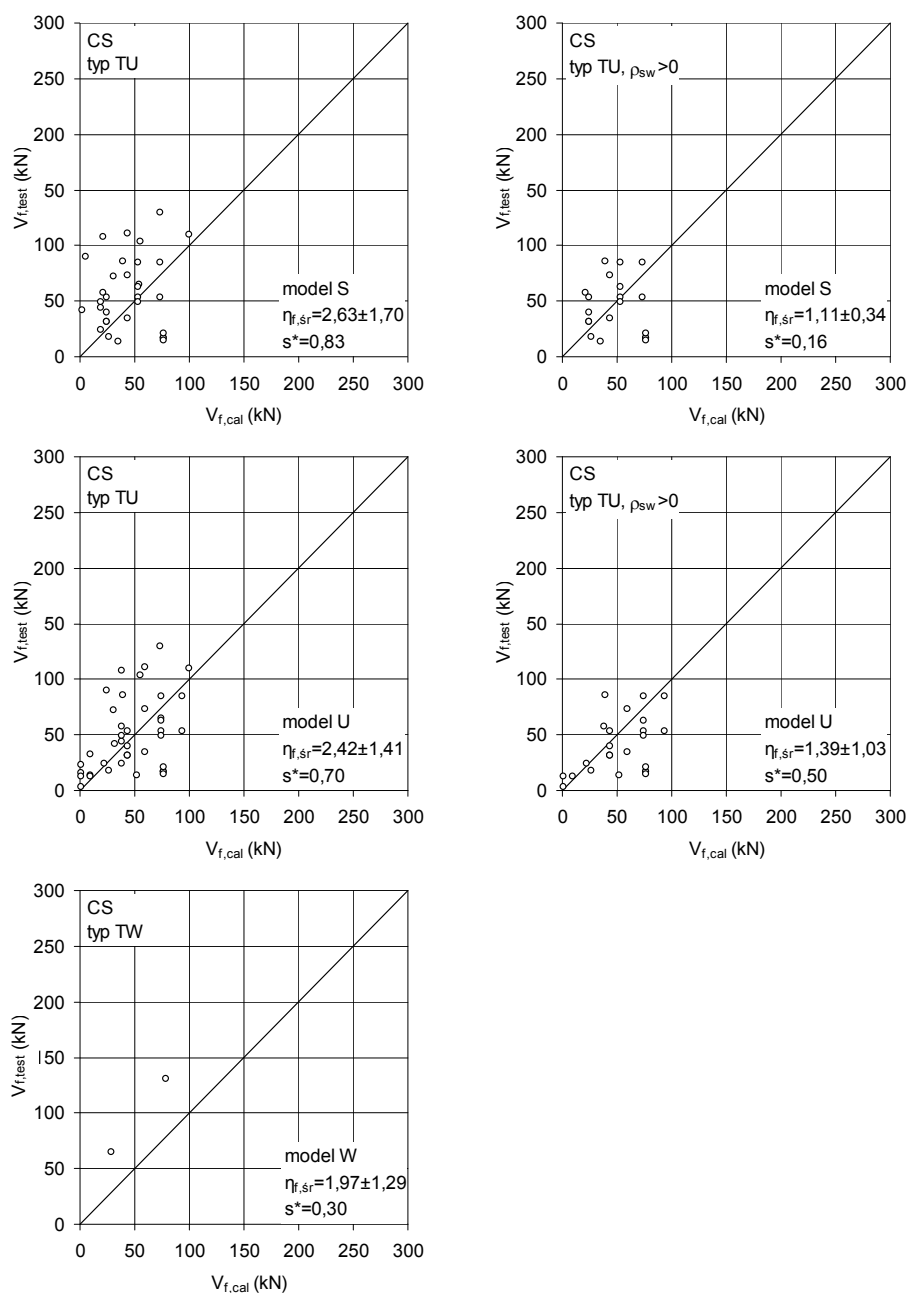 300
CS
typ TU
250
200
50
100
50
0
V_f,test (kN)
model S
η_f,śr=2,63±1,70
s*=0,83
0 50 100 150 200 250 300
V_f,cal (kN)
300
CS
typ TU, ρ_sw>0
250
200
50
100
50
0
V_f,test (kN)
model S
η_f,śr=1,11±0,34
s*=0,16
0 50 100 150 200 250 300
V_f,cal (kN)
300
CS
typ TU
250
200
50
100
50
0
V_f,test (kN)
model U
η_f,śr=2,42±1,41
s*=0,70
0 50 100 150 200 250 300
V_f,cal (kN)
300
CS
typ TU, ρ_sw>0
250
200
50
100
50
0
V_f,test (kN)
model U
η_f,śr=1,39±1,03
s*=0,50
0 50 100 150 200 250 300
V_f,cal (kN)
300
CS
typ TW
250
200
150
100
50
0
V_f,test (kN)
model W
η_f,śr=1,97±1,29
s*=0,30
0 50 100 150 200 250 300
V_f,cal (kN)